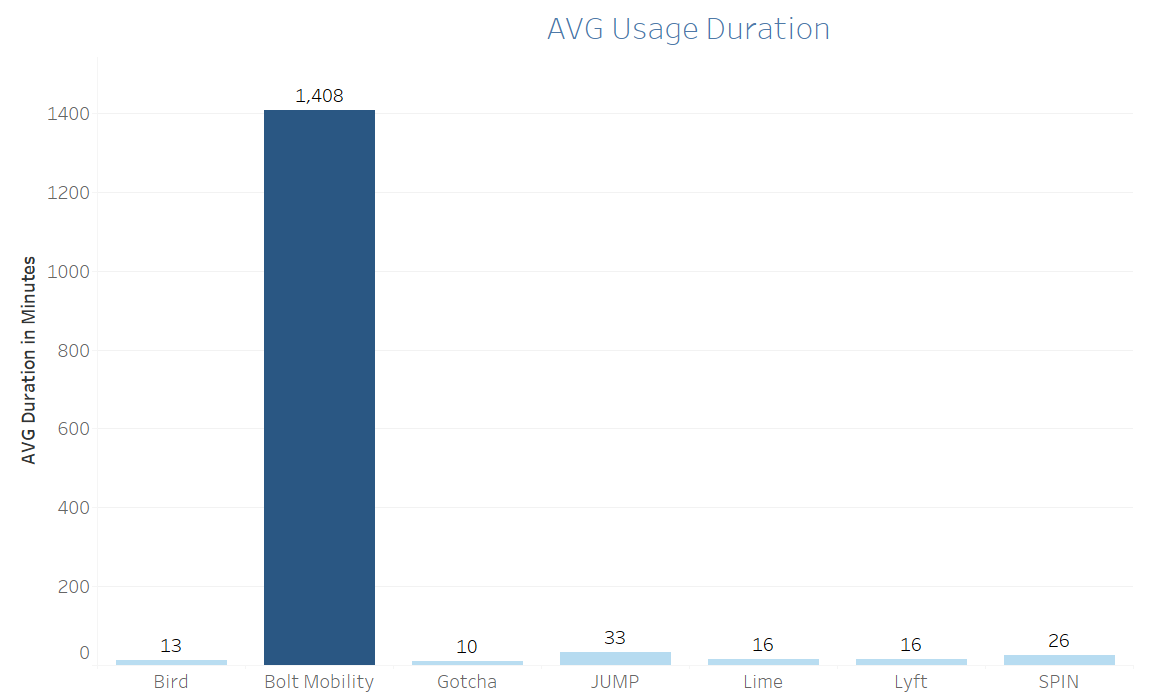 AVG Usage Duration
AVG Duration in Minutes
1400
1200
1000
800
600
400
200
0
13
1,408
10
33
16
16
26
Bird
Bolt Mobility
Gotcha
JUMP
Lime
Lyft
SPIN